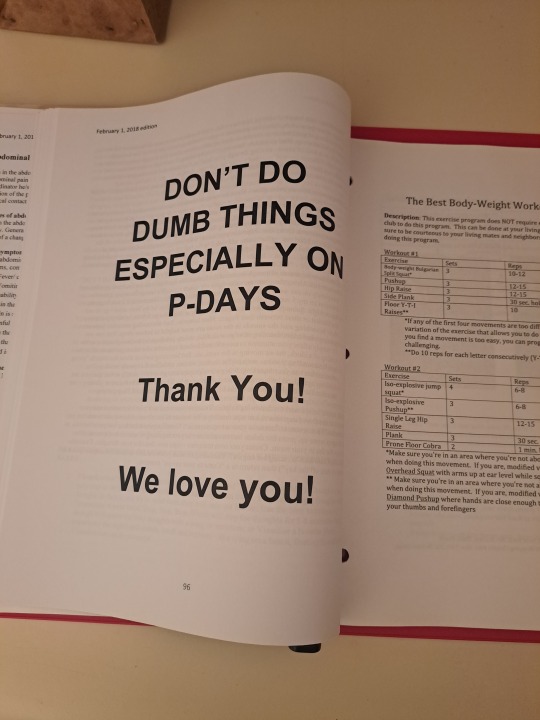 February 1, 2018 edition
DON'T DO
DUMB THINGS
ESPECIALLY ON
P-DAYS
Thank You!
We love you!
96
The Best Body-Weight
Description: This exercise program does NOT require
club to do this program. This can be done at your living
sure to be courteous to your living mates and
doing this program.
Workout #1
Exercise Sets Reps
Body-weight Bulgarian Split Squat* 3 10-12
Pushup 3 12-15
Hip Raise 3 12-15
Side Plank 3 30 sec.
Floor Y-T-I Raises** 3 10
*If any of the first four movements are too
variation of the exercise that allows you to do
you find a movement is too easy, you can
challenging.
**Do 10 reps for each letter consecutively
Workout #2
Exercise Sets Reps
Iso-explosive jump squat* 4 6-8
Iso-explosive Pushup** 3 6-8
Single Leg Hip Raise 3 12-15
Plank 3 30 sec.
Prone Floor Cobra 2 1 min.
*Make sure you're in an area where you're not
when doing this movement. If you are, modified
Overhead Squat with arms up at ear level while
** Make sure you're in an area where you're not
when doing this movement. If you are, modified
Diamond Pushup where hands are close enough
your thumbs and forefingers